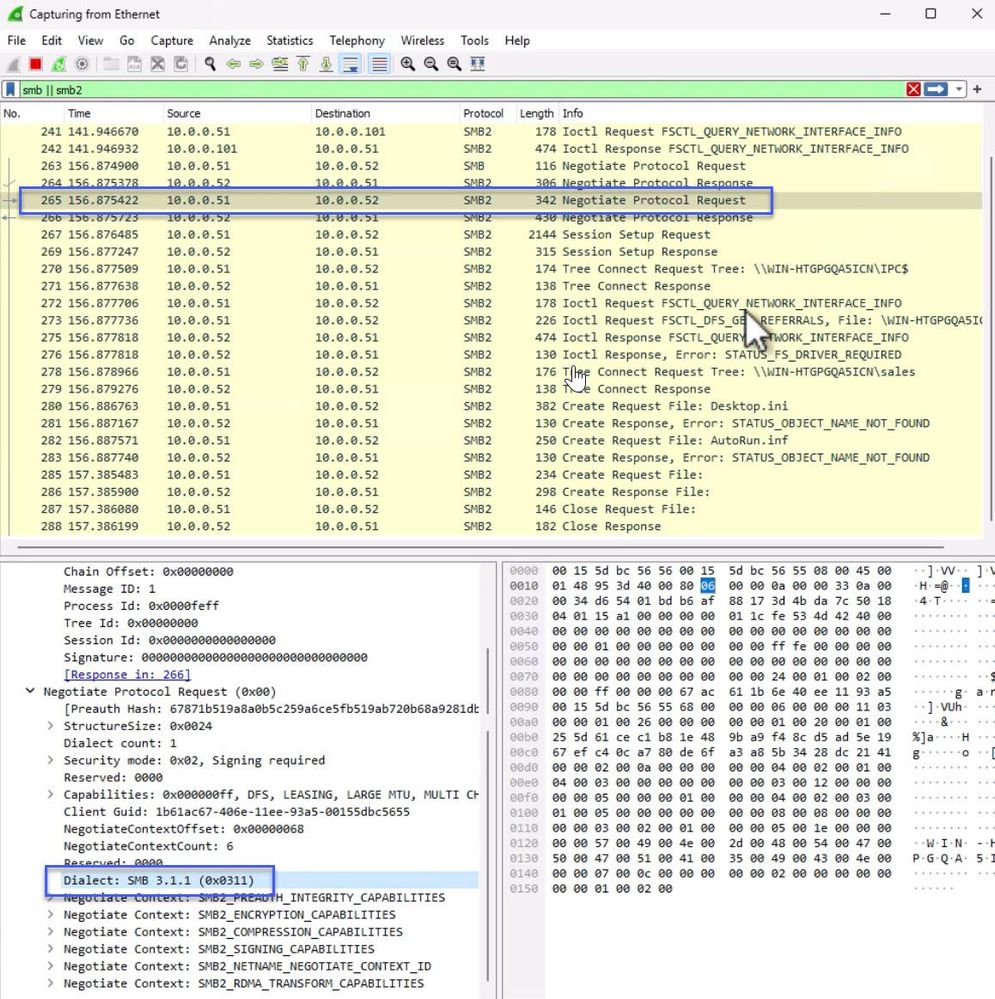 Capturing from Ethernet
File Edit View Go Capture Analyze Statistics Telephony Wireless Tools Help
smb || smb2
No. Time Source Destination Protocol Length Info
241 141.946670 10.0.0.51 10.0.0.101 SMB2 178 Ioctl Request FSCTL_QUERY_NETWORK_INTERFACE_INFO
242 141.946932 10.0.0.101 10.0.0.51 SMB2 474 Ioctl Response FSCTL_QUERY_NETWORK_INTERFACE_INFO
263 156.874900 10.0.0.51 10.0.0.52 SMB 116 Negotiate Protocol Request
264 156.875378 10.0.0.52 10.0.0.51 SMB2 306 Negotiate Protocol Response
265 156.875422 10.0.0.51 10.0.0.52 SMB2 342 Negotiate Protocol Request
266 156.875723 10.0.0.52 10.0.0.51 SMB2 430 Negotiate Protocol Response
267 156.876485 10.0.0.51 10.0.0.52 SMB2 2144 Session Setup Request
269 156.877247 10.0.0.52 10.0.0.51 SMB2 315 Session Setup Response
270 156.877509 10.0.0.51 10.0.0.52 SMB2 174 Tree Connect Request Tree: \\WIN-HTGPGQA5ICN\IPC$
271 156.877638 10.0.0.52 10.0.0.51 SMB2 138 Tree Connect Response
272 156.877706 10.0.0.51 10.0.0.52 SMB2 178 Ioctl Request FSCTL_QUERY_NETWORK_INTERFACE_INFO
273 156.877736 10.0.0.51 10.0.0.52 SMB2 226 Ioctl Request FSCTL_DFS_GET_REFERRALS, File: \WIN-HTGPGQA5IC
275 156.877818 10.0.0.52 10.0.0.51 SMB2 474 Ioctl Response FSCTL_QUERY_NETWORK_INTERFACE_INFO
276 156.877818 10.0.0.52 10.0.0.51 SMB2 130 Ioctl Response, Error: STATUS_FS_DRIVER_REQUIRED
278 156.878966 10.0.0.51 10.0.0.52 SMB2 176 Tree Connect Request Tree: \\WIN-HTGPGQA5ICN\sales
279 156.879276 10.0.0.52 10.0.0.51 SMB2 138 Tree Connect Response
280 156.886763 10.0.0.51 10.0.0.52 SMB2 382 Create Request File: Desktop.ini
281 156.887167 10.0.0.52 10.0.0.51 SMB2 130 Create Response, Error: STATUS_OBJECT_NAME_NOT_FOUND
282 156.887571 10.0.0.51 10.0.0.52 SMB2 250 Create Request File: AutoRun.inf
283 156.887740 10.0.0.52 10.0.0.51 SMB2 130 Create Response, Error: STATUS_OBJECT_NAME_NOT_FOUND
285 157.385483 10.0.0.51 10.0.0.52 SMB2 234 Create Request File:
286 157.385900 10.0.0.52 10.0.0.51 SMB2 298 Create Response File:
287 157.386080 10.0.0.51 10.0.0.52 SMB2 146 Close Request File:
288 157.386199 10.0.0.52 10.0.0.51 SMB2 182 Close Response
Chain Offset: 0x00000000
Message ID: 1
Process Id: 0x0000feff
Tree Id: 0x00000000
Session Id: 0x0000000000000000
Signature: 00000000000000000000000000000000
[Response in: 266]
Negotiate Protocol Request (0x00)
[Preauth Hash: 67871b519a8a0b5c259a6ce5fb519ab720b68a9281db
StructureSize: 0x0024
Dialect count: 1
Security mode: 0x02, Signing required
Reserved: 0000
Capabilities: 0x000000ff, DFS, LEASING, LARGE MTU, MULTI CH
Client Guid: 1b61ac67-406e-11ee-93a5-00155dbc5655
NegotiateContextOffset: 0x00000068
NegotiateContextCount: 6
Reserved: 0000
Dialect: SMB 3.1.1 (0x0311)
Negotiate Context: SMB2_PREAUTH_INTEGRITY_CAPABILITIES
Negotiate Context: SMB2_ENCRYPTION_CAPABILITIES
Negotiate Context: SMB2_COMPRESSION_CAPABILITIES
Negotiate Context: SMB2_SIGNING_CAPABILITIES
Negotiate Context: SMB2_NETNAME_NEGOTIATE_CONTEXT_ID
Negotiate Context: SMB2_RDMA_TRANSFORM_CAPABILITIES
0000 00 15 5d bc 56 56 00 15 5d bc 56 55 08 00 45 00 ··]·VV·· ]·V
0010 01 48 95 3d 40 00 80 06 00 00 0a 00 00 33 0a 00 ·H·=@···
0020 00 34 d6 54 01 bd b6 af 88 17 3d 4b da 7c 50 18 ·4·T···· ··=
0030 04 01 15 a1 00 00 00 00 01 1c fe 53 4d 42 40 00
0040 00 00 00 00 00 00 00 00 00 00 00 00 00 00 00 00
0050 00 00 01 00 00 00 00 00 00 00 ff fe 00 00 00 00
0060 00 00 00 00 00 00 00 00 00 00 00 00 00 00 00 00
0070 00 00 00 00 00 00 00 00 00 00 24 00 01 00 02 00 $
0080 00 00 ff 00 00 00 67 ac 61 1b 6e 40 ee 11 93 a5 ······g· a·n
0090 00 15 5d bc 56 55 68 00 00 00 06 00 00 00 11 03 ··]·VUh·
00a0 00 00 01 00 26 00 00 00 00 00 01 00 20 00 01 00 ····&···
00b0 25 5d 61 ce c1 b8 1e 48 9b a9 f4 8c d5 ad 5e 19 %]a····H
00c0 67 ef c4 0c a7 80 de 6f a3 a8 5b 34 28 dc 21 41 g······o ··[
00d0 00 00 02 00 0a 00 00 00 00 00 04 00 02 00 01 00
00e0 04 00 03 00 00 00 00 00 00 00 03 00 12 00 00 00
00f0 00 00 05 00 00 00 01 00 00 00 04 00 02 00 03 00
0100 01 00 05 00 00 00 00 00 00 00 08 00 08 00 00 00
0110 00 00 03 00 02 00 01 00 00 00 05 00 1e 00 00 00
0120 00 00 57 00 49 00 4e 00 2d 00 48 00 54 00 47 00 ··W·I·N· -·H
0130 50 00 47 00 51 00 41 00 35 00 49 00 43 00 4e 00 P·G·Q·A· 5·I
0140 00 00 07 00 0c 00 00 00 00 00 02 00 00 00 00 00
0150 00 00 01 00 02 00